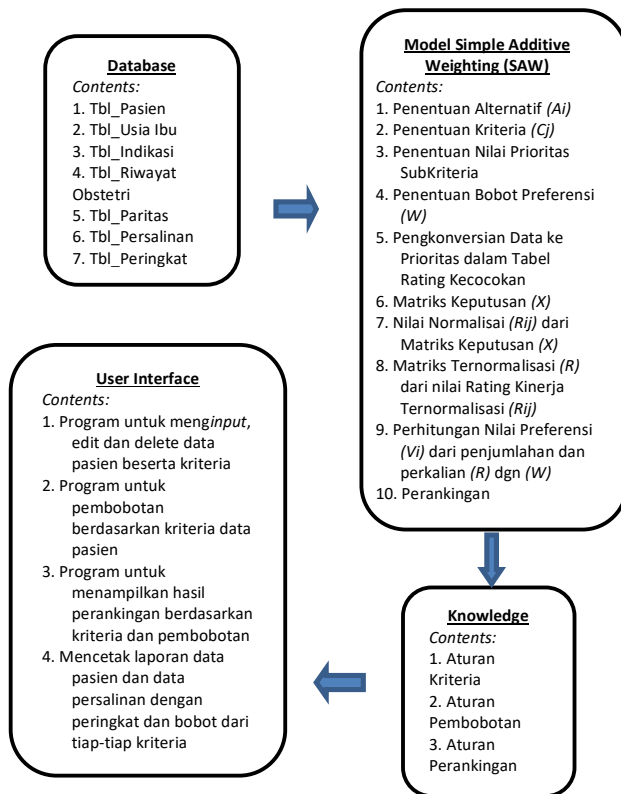 Database
Contents:
1. Tbl_Pasien
2. Tbl_Usia Ibu
3. Tbl_Indikasi
4. Tbl_Riwayat
Obstetri
5. Tbl_Paritas
6. Tbl_Persalinan
7. Tbl_Peringkat
Model Simple Additive
Weighting (SAW)
Contents:
1. Penentuan Alternatif (Ai)
2. Penentuan Kriteria (Cj)
3. Penentuan Nilai Prioritas
SubKriteria
4. Penentuan Bobot Preferensi
(W)
5. Pengkonversian Data ke
Prioritas dalam Tabel
Rating Kecocokan
6. Matriks Keputusan (X)
7. Nilai Normalisai (Rij) dari
Matriks Keputusan (X)
8. Matriks Ternormalisasi (R)
dari nilai Rating Kinerja
Ternormalisasi (Rij)
9. Perhitungan Nilai Preferensi
(Vi) dari penjumlahan dan
perkalian (R) dgn (W)
10. Perankingan
Knowledge
Contents:
1. Aturan
Kriteria
2. Aturan
Pembobotan
3. Aturan
Perankingan
User Interface
Contents:
1. Program untuk menginput,
edit dan delete data
pasien beserta kriteria
2. Program untuk
pembobotan
berdasarkan kriteria data
pasien
3. Program untuk
menampilkan hasil
perankingan berdasarkan
kriteria dan pembobotan
4. Mencetak laporan data
pasien dan data
persalinan dengan
peringkat dan bobot dari
tiap-tiap kriteria